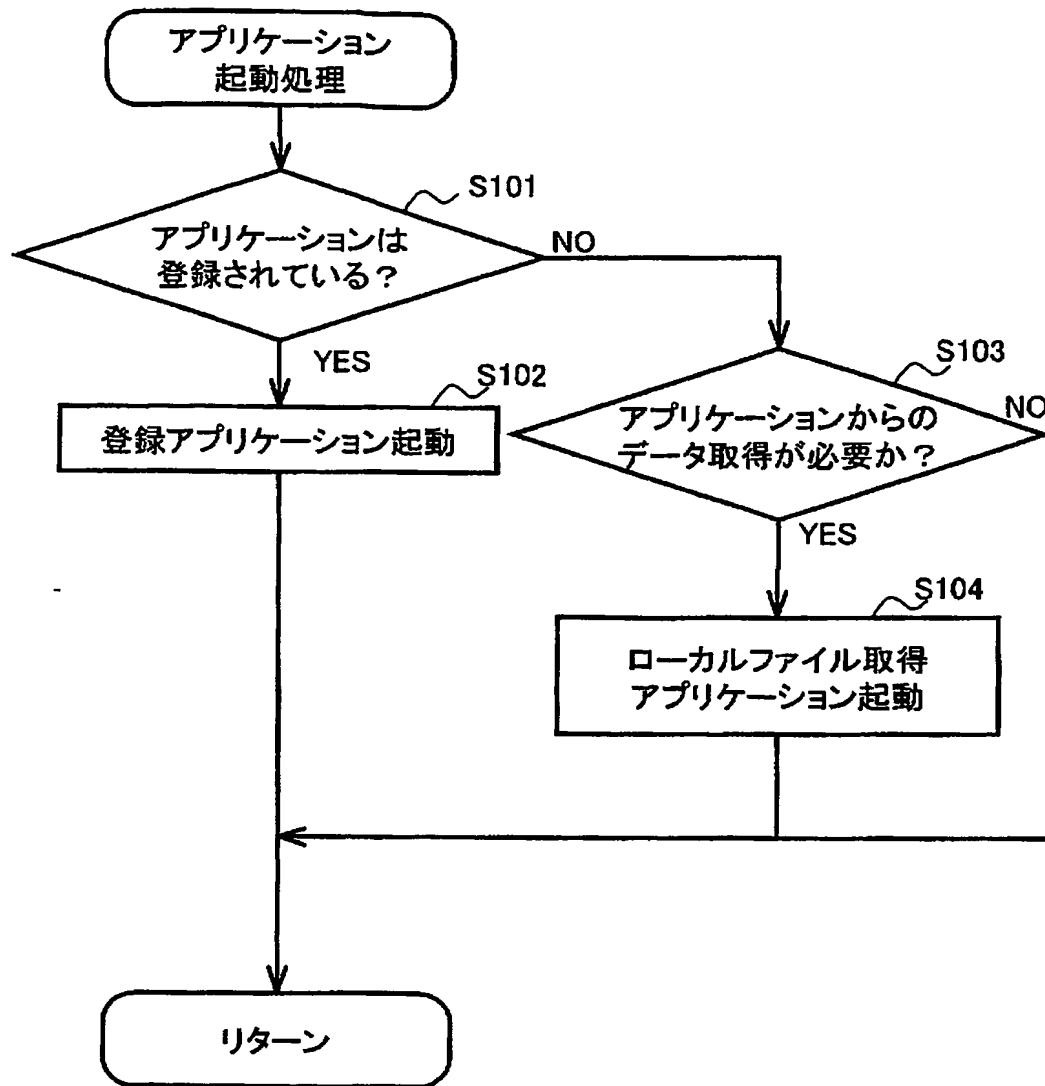 アプリケーション
起動処理
S101
アプリケーションは
登録されている?
NO
YES
S102
登録アプリケーション起動
S103
アプリケーションからの
データ取得が必要か?
NO
YES
S104
ローカルファイル取得
アプリケーション起動
リターン